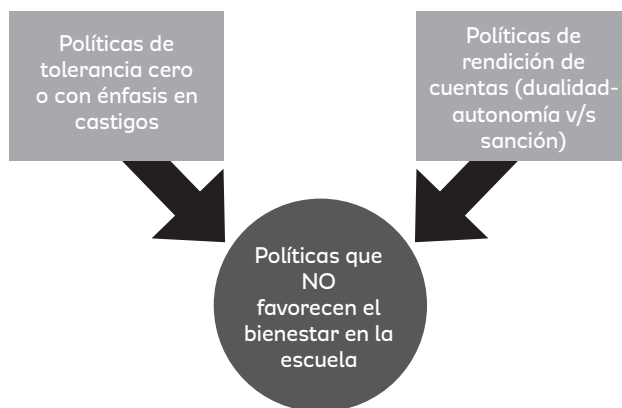 Políticas de
tolerancia cero
o con énfasis en
castigos
Políticas de
rendición de
cuentas (dualidad-
autonomía v/s
sanción)
Políticas que
NO
favorecen el
bienestar en la
escuela